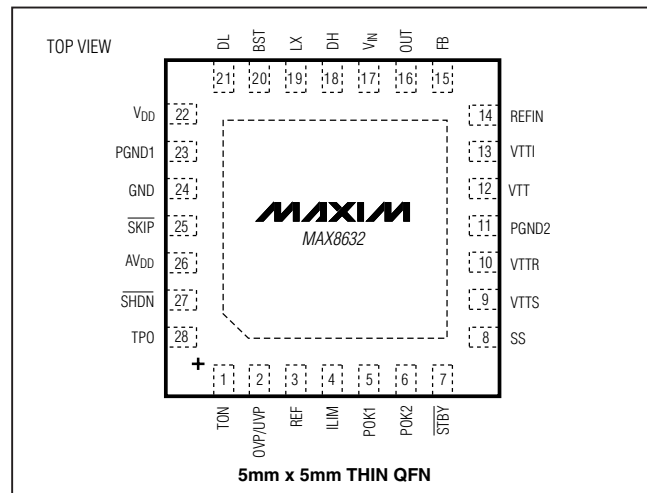 TOP VIEW
DL BST LX DH VIN OUT FB
21 20 19 18 17 16 15
VDD 22
PGND1 23
GND 24
SKIP 25
AVDD 26
SHDN 27
TPO 28
14 REFIN
13 VTTI
12 VTT
11 PGND2
10 VTTR
9 VTTS
8 SS
MAXIM
MAX8632
+
1 2 3 4 5 6 7
TON OVP/UVP REF ILIM POK1 POK2 STBY
5mm x 5mm THIN QFN